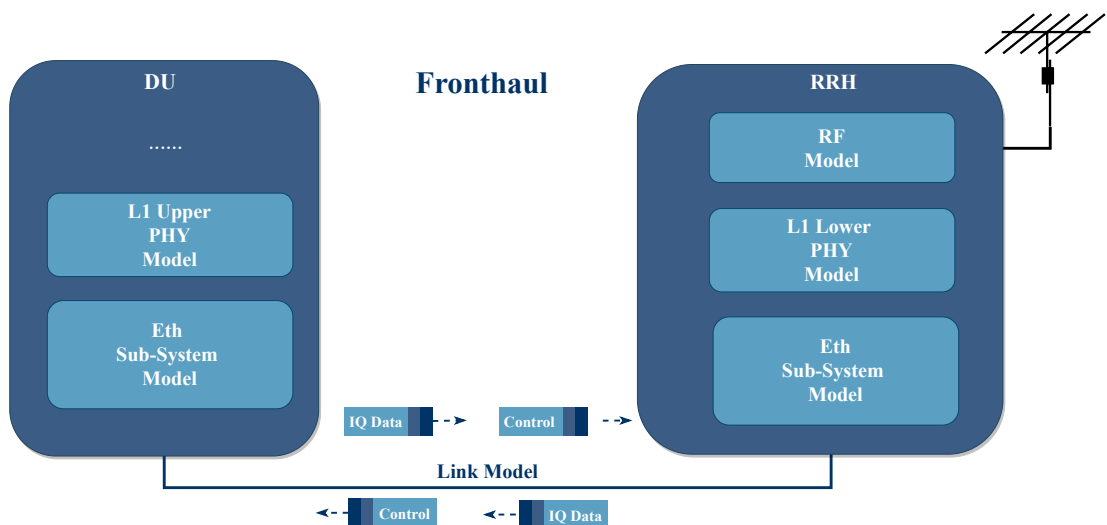 DU
......
L1 Upper
PHY
Model
Eth
Sub-System
Model
Fronthaul
RRH
RF
Model
L1 Lower
PHY
Model
Eth
Sub-System
Model
IQ Data
Control
Link Model
Control
IQ Data